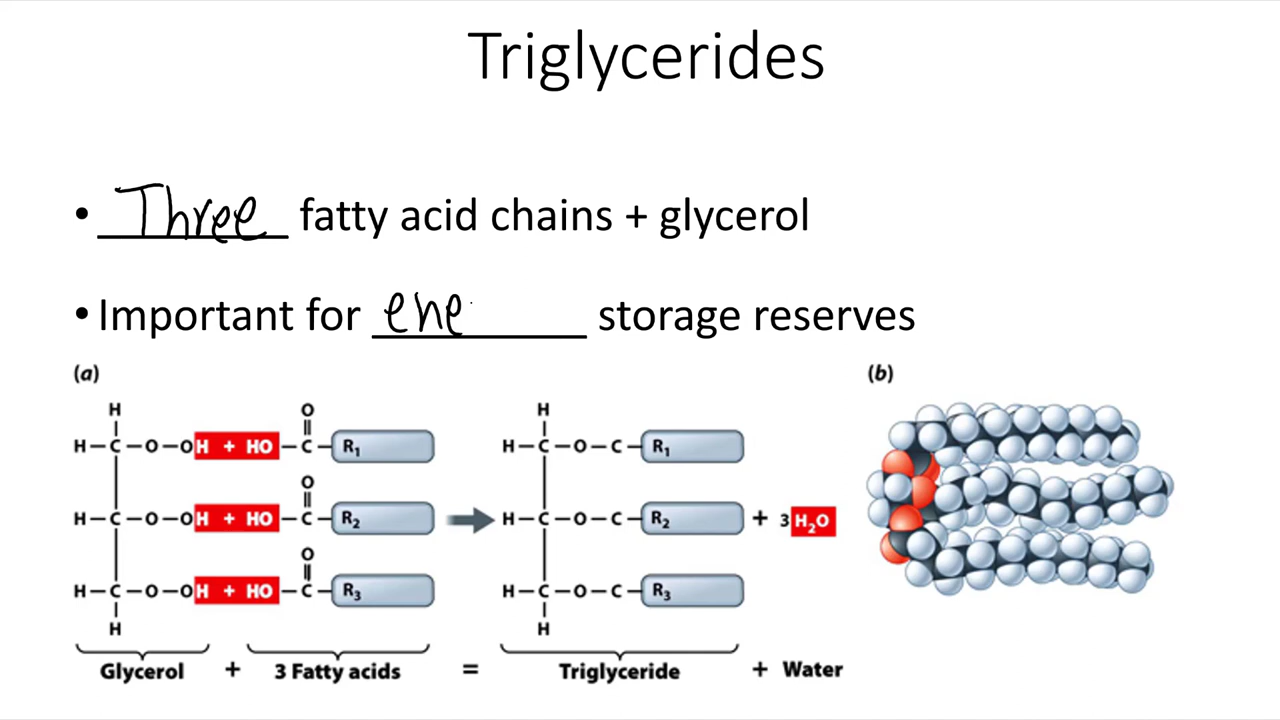 Triglycerides
• Three fatty acid chains + glycerol
• Important for ene storage reserves
(a)
(b)
H H
O
H-C-O-OH + HO-C-R1 H-C-O-C-R1
O
H-C-O-OH + HO-C-R2 H-C-O-C-R2 + 3 H2O
O
H-C-O-OH + HO-C-R3 H-C-O-C-R3
H H
Glycerol + 3 Fatty acids = Triglyceride + Water